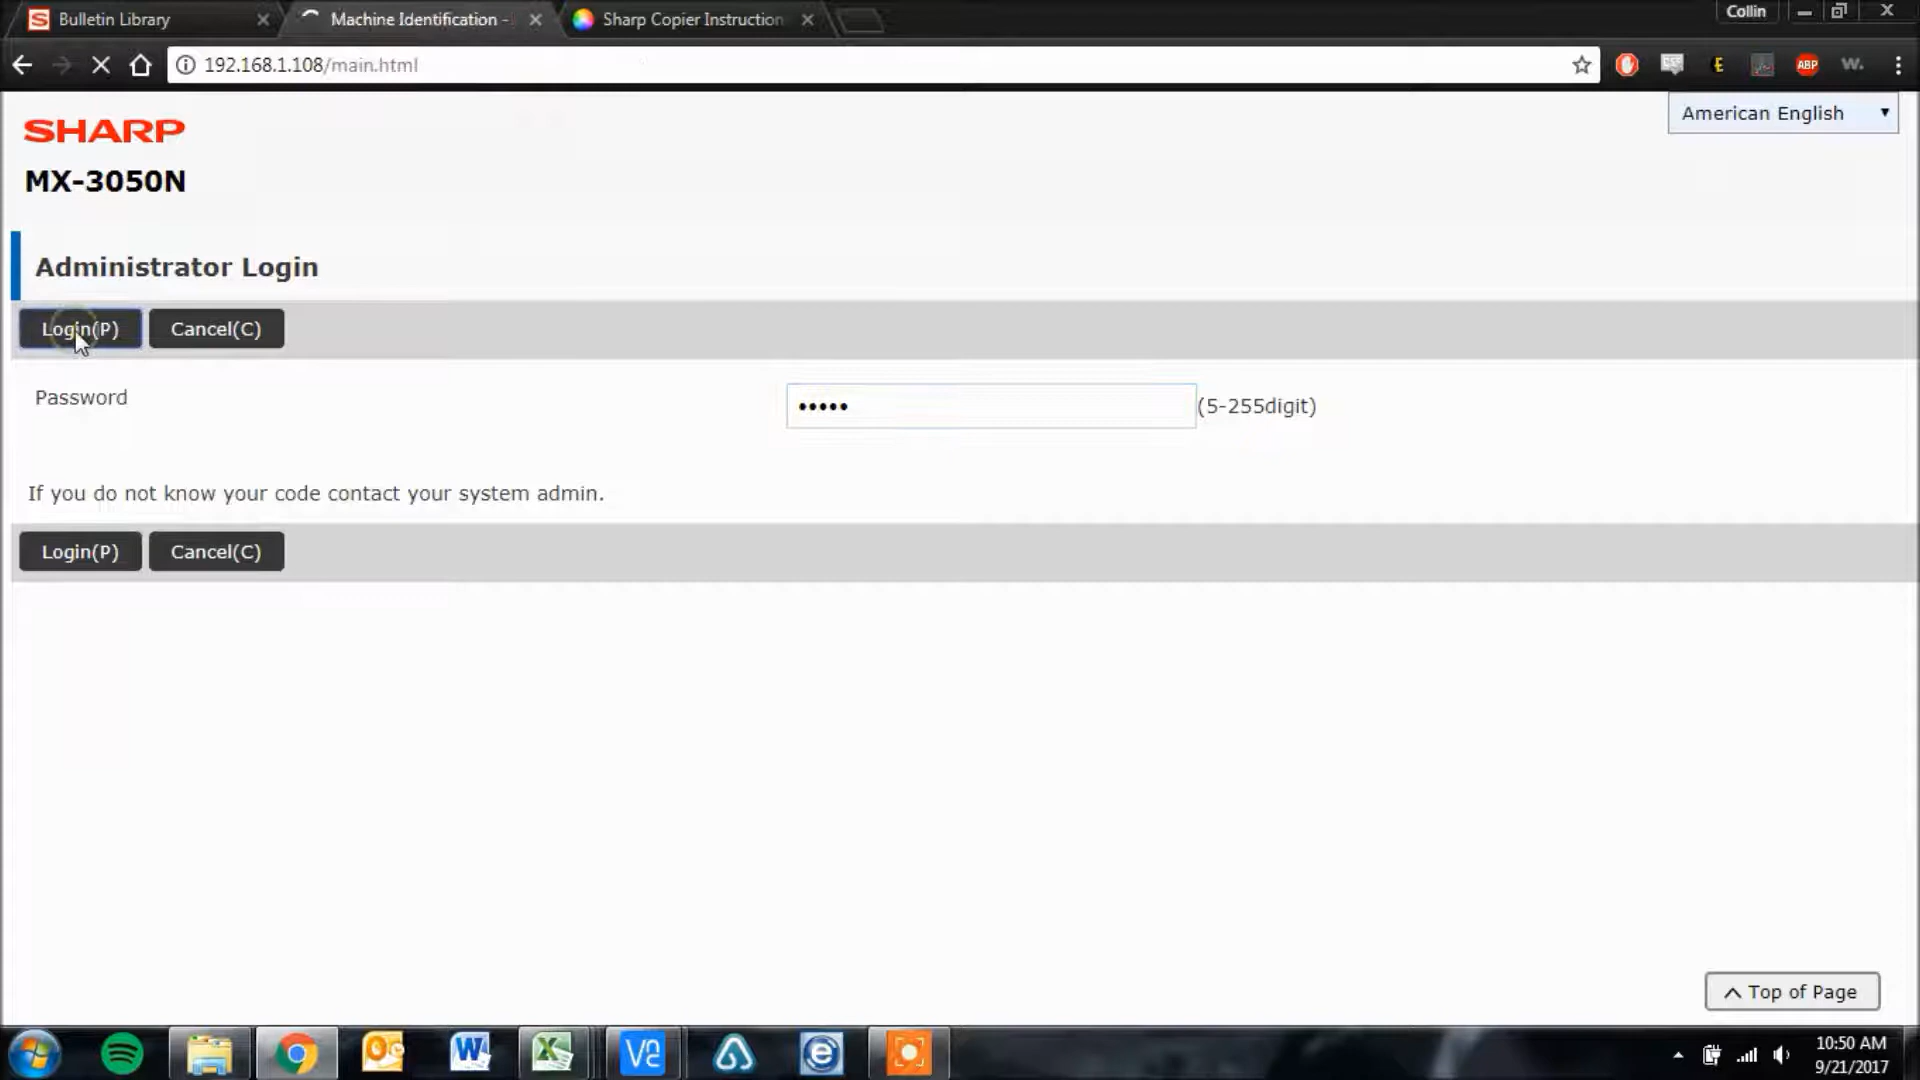 Bulletin Library
Machine Identification -
Sharp Copier Instruction
Collin
192.168.1.108/main.html
ABP
W.
American English
SHARP
MX-3050N
Administrator Login
Login(P) Cancel(C)
Password
•••••
(5-255digit)
If you do not know your code contact your system admin.
Login(P) Cancel(C)
Top of Page
10:50 AM
9/21/2017